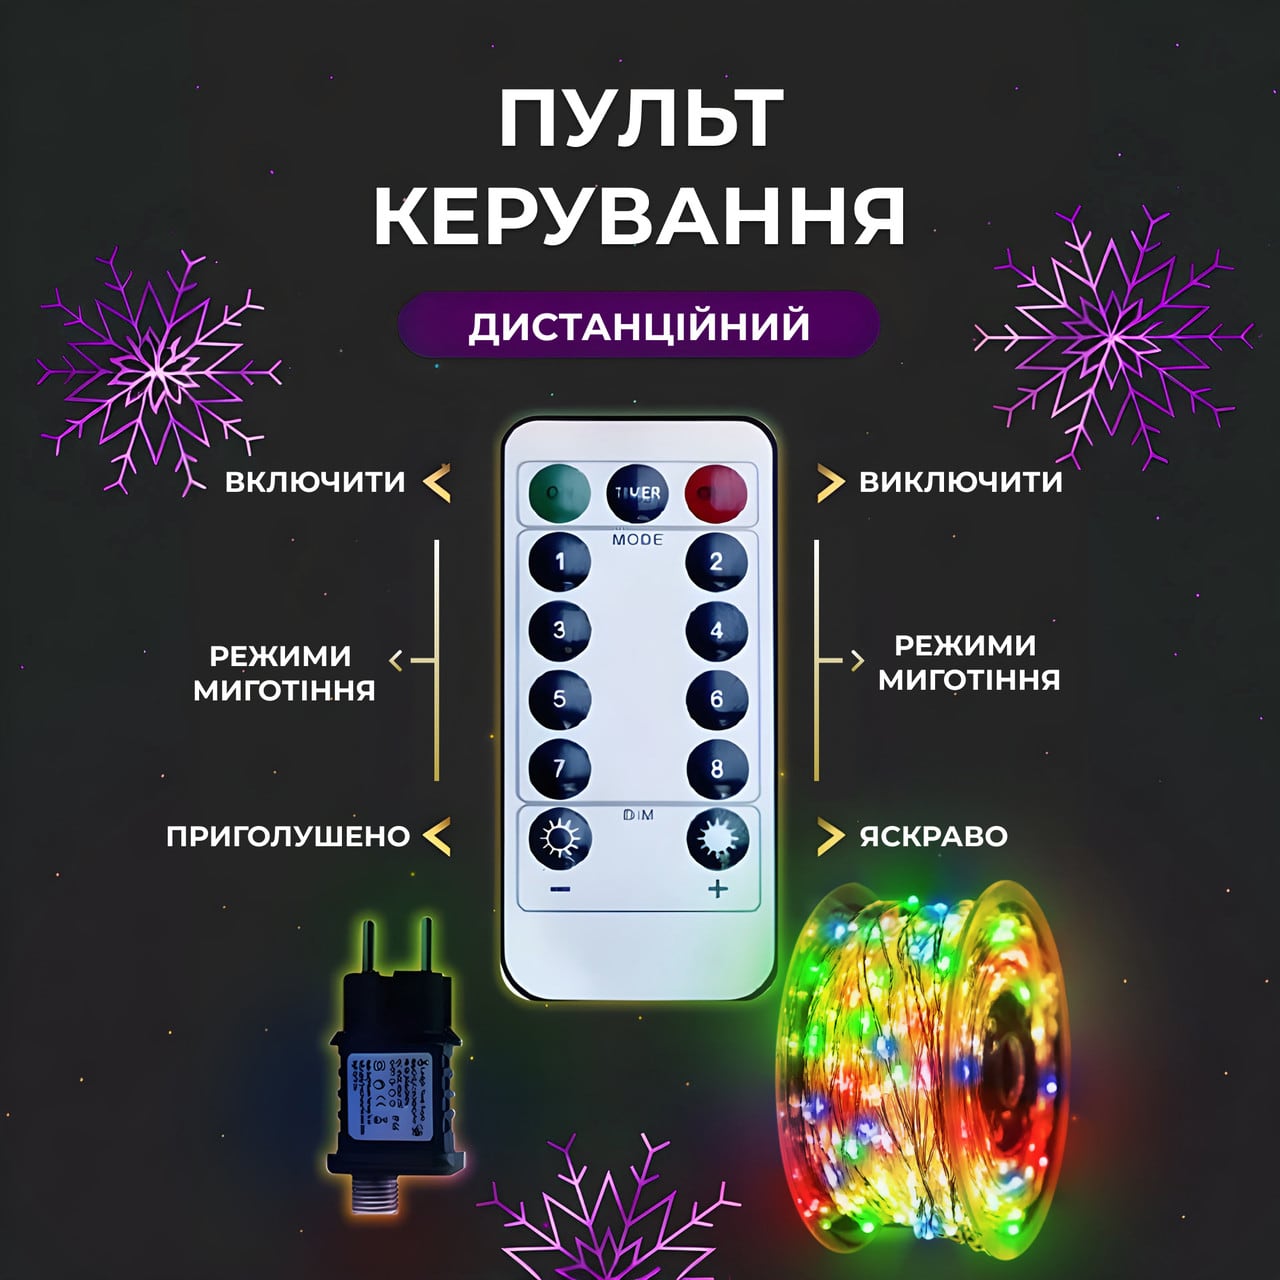 ПУЛЬТ
КЕРУВАННЯ
ДИСТАНЦІЙНИЙ
ВКЛЮЧИТИ
ON TIMER
ВИКЛЮЧИТИ
MODE
1 2
3 4
5 6
7 8
РЕЖИМИ
МИГОТІННЯ
РЕЖИМИ
МИГОТІННЯ
DIM
ПРИГОЛУШЕНО
ЯСКРАВО
− +